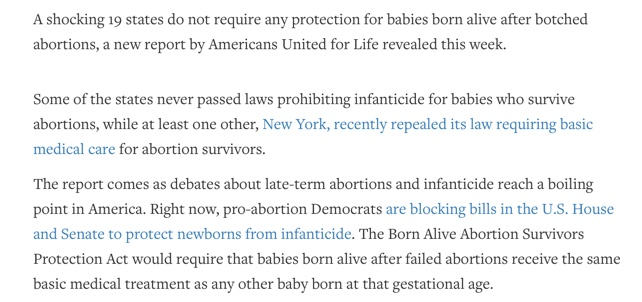 A shocking 19 states do not require any protection for babies born alive after botched
abortions, a new report by Americans United for Life revealed this week.
Some of the states never passed laws prohibiting infanticide for babies who survive
abortions, while at least one other, New York, recently repealed its law requiring basic
medical care for abortion survivors.
The report comes as debates about late-term abortions and infanticide reach a boiling
point in America. Right now, pro-abortion Democrats are blocking bills in the U.S. House
and Senate to protect newborns from infanticide. The Born Alive Abortion Survivors
Protection Act would require that babies born alive after failed abortions receive the same
basic medical treatment as any other baby born at that gestational age.